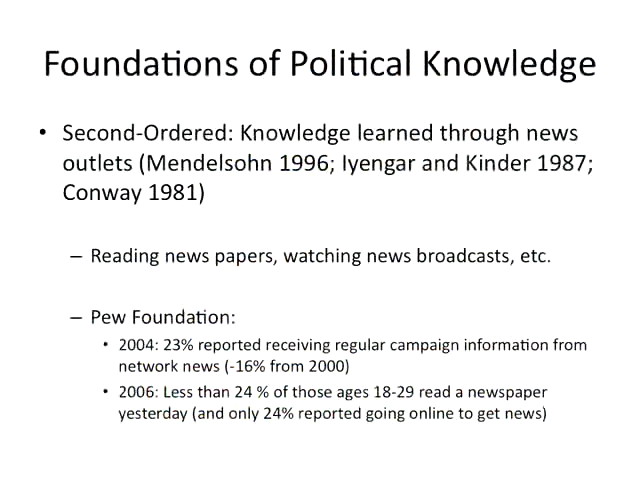 Foundations of Political Knowledge
• Second-Ordered: Knowledge learned through news
outlets (Mendelsohn 1996; Iyengar and Kinder 1987;
Conway 1981)
– Reading news papers, watching news broadcasts, etc.
– Pew Foundation:
• 2004: 23% reported receiving regular campaign information from
network news (-16% from 2000)
• 2006: Less than 24 % of those ages 18-29 read a newspaper
yesterday (and only 24% reported going online to get news)